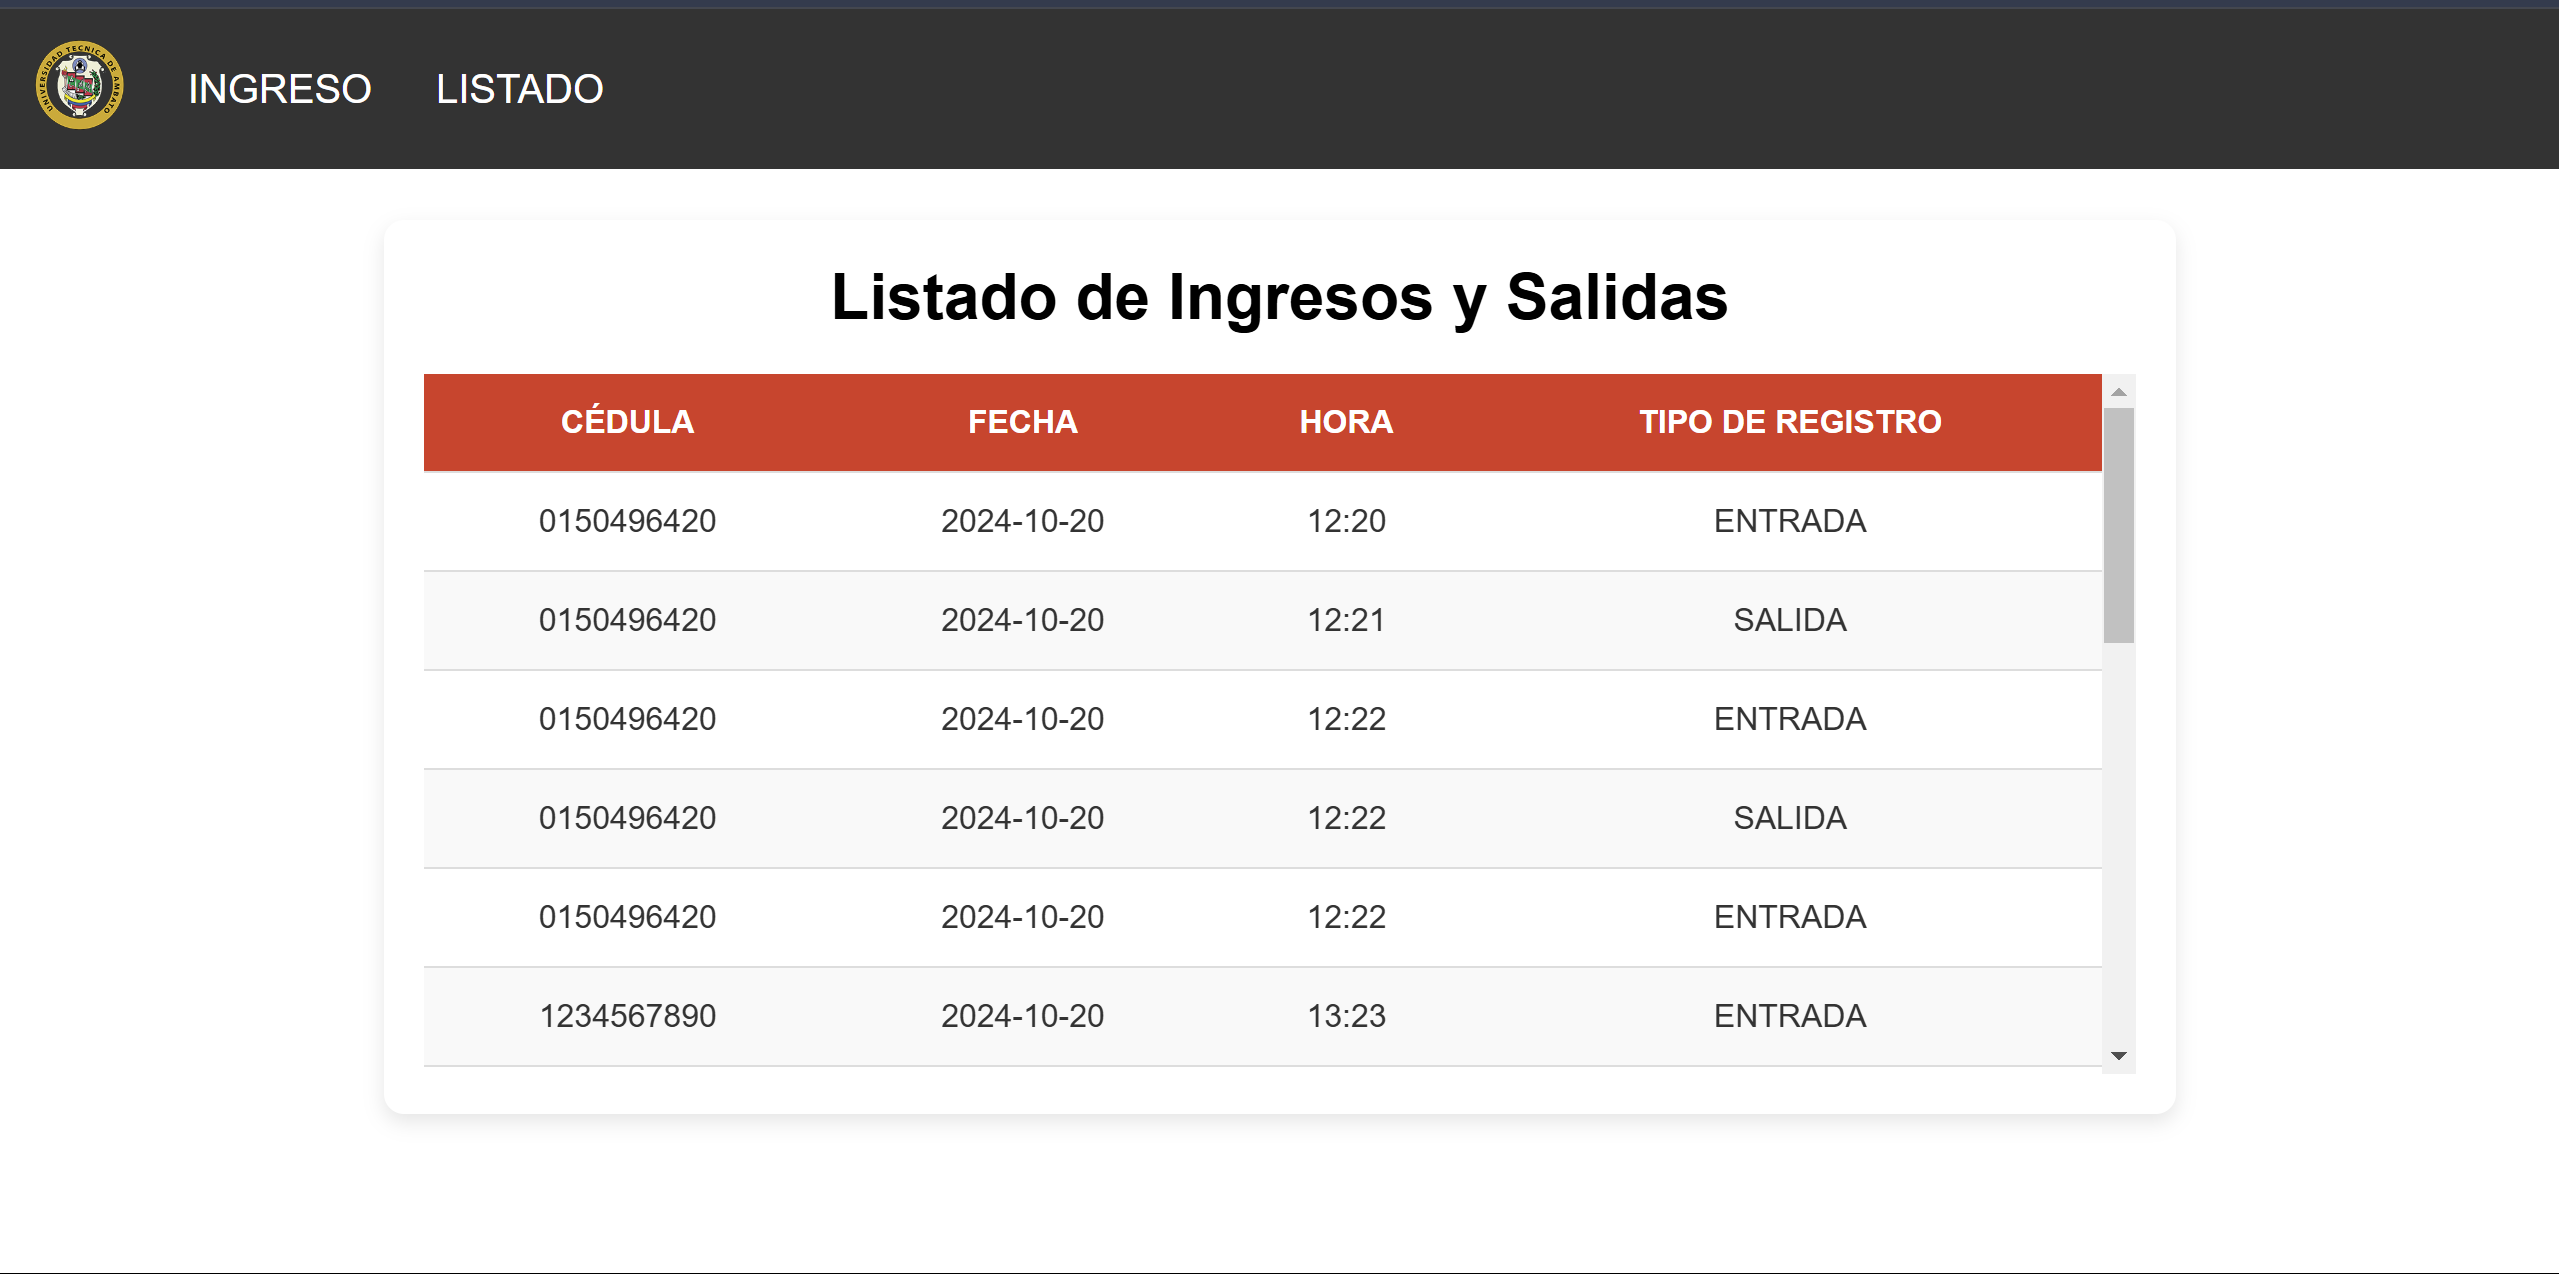 UNIVERSIDAD TECNICA DE AMBATO
INGRESO LISTADO
Listado de Ingresos y Salidas
CÉDULA FECHA HORA TIPO DE REGISTRO
0150496420 2024-10-20 12:20 ENTRADA
0150496420 2024-10-20 12:21 SALIDA
0150496420 2024-10-20 12:22 ENTRADA
0150496420 2024-10-20 12:22 SALIDA
0150496420 2024-10-20 12:22 ENTRADA
1234567890 2024-10-20 13:23 ENTRADA